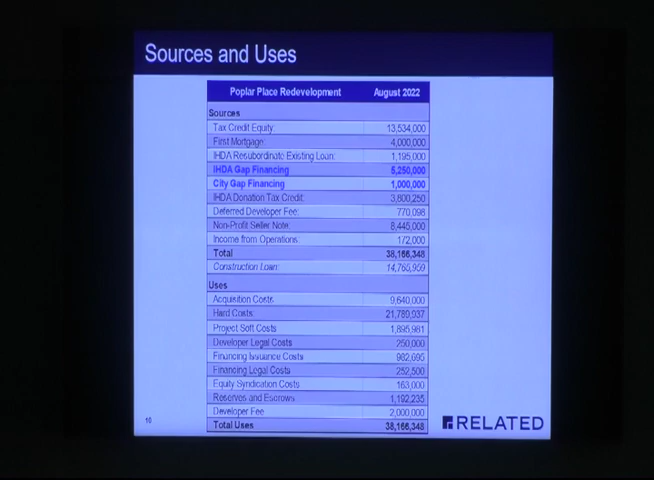 Sources and Uses
Poplar Place Redevelopment August 2022
Sources
Tax Credit Equity: 13,534,000
First Mortgage: 4,000,000
IHDA Resubordinate Existing Loan: 1,195,000
IHDA Gap Financing 5,250,000
City Gap Financing 1,000,000
IHDA Donation Tax Credit: 3,800,250
Deferred Developer Fee: 770,098
Non-Profit Seller Note: 8,445,000
Income from Operations: 172,000
Total 38,166,348
Construction Loan: 14,765,959
Uses
Acquisition Costs 9,640,000
Hard Costs: 21,789,937
Project Soft Costs 1,895,981
Developer Legal Costs 250,000
Financing Issuance Costs 982,695
Financing Legal Costs 252,500
Equity Syndication Costs 163,000
Reserves and Escrows 1,192,235
Developer Fee 2,000,000
Total Uses 38,166,348
10
RELATED